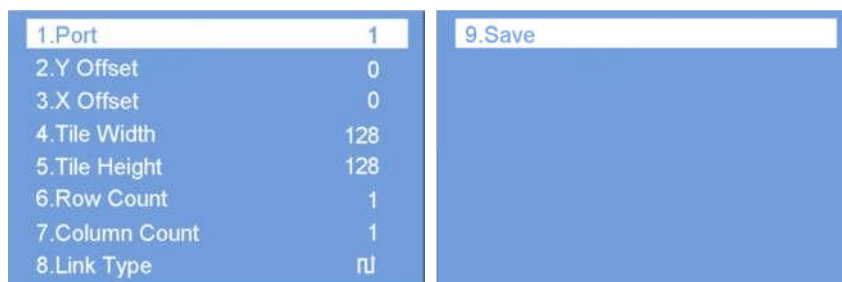 1.Port 1
2.Y Offset 0
3.X Offset 0
4.Tile Width 128
5.Tile Height 128
6.Row Count 1
7.Column Count 1
8.Link Type
9.Save